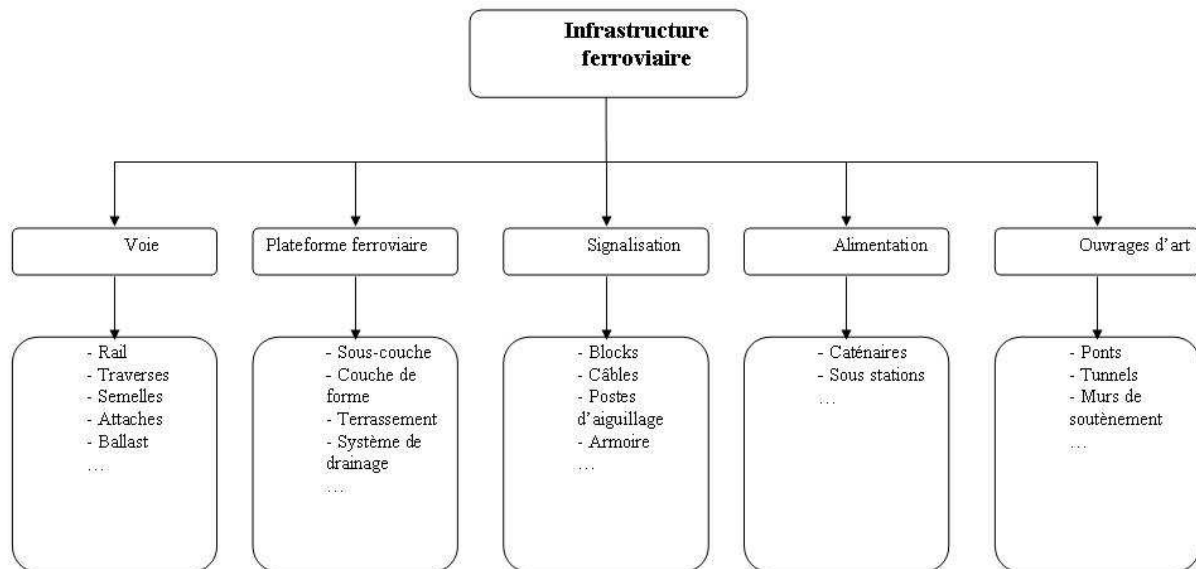 Infrastructure
ferroviaire
Voie
Plateforme ferroviaire
Signalisation
Alimentation
Ouvrages d’art
- Rail
- Traverses
- Semelles
- Attaches
- Ballast
…
- Sous-couche
- Couche de
forme
- Terrassement
- Système de
drainage
…
- Blocks
- Câbles
- Postes
d’aiguillage
- Armoire
…
- Caténaires
- Sous stations
…
- Ponts
- Tunnels
- Murs de
soutènement
…